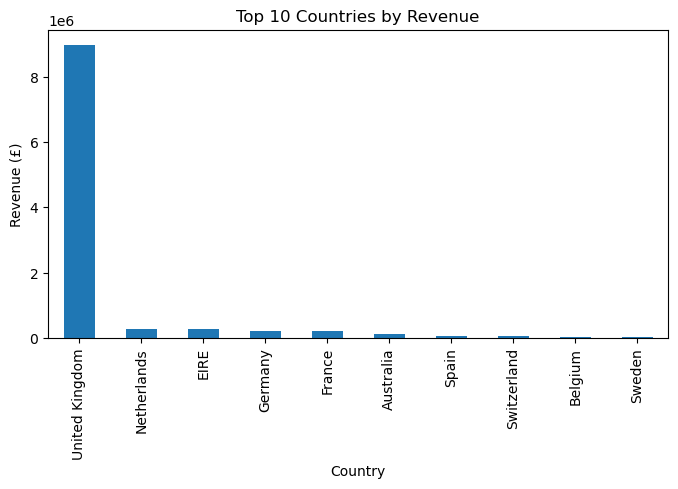 Top 10 Countries by Revenue
1e6
8
6
4
2
0
Revenue (£)
United Kingdom
Netherlands
EIRE
Germany
France
Australia
Spain
Switzerland
Belgium
Sweden
Country